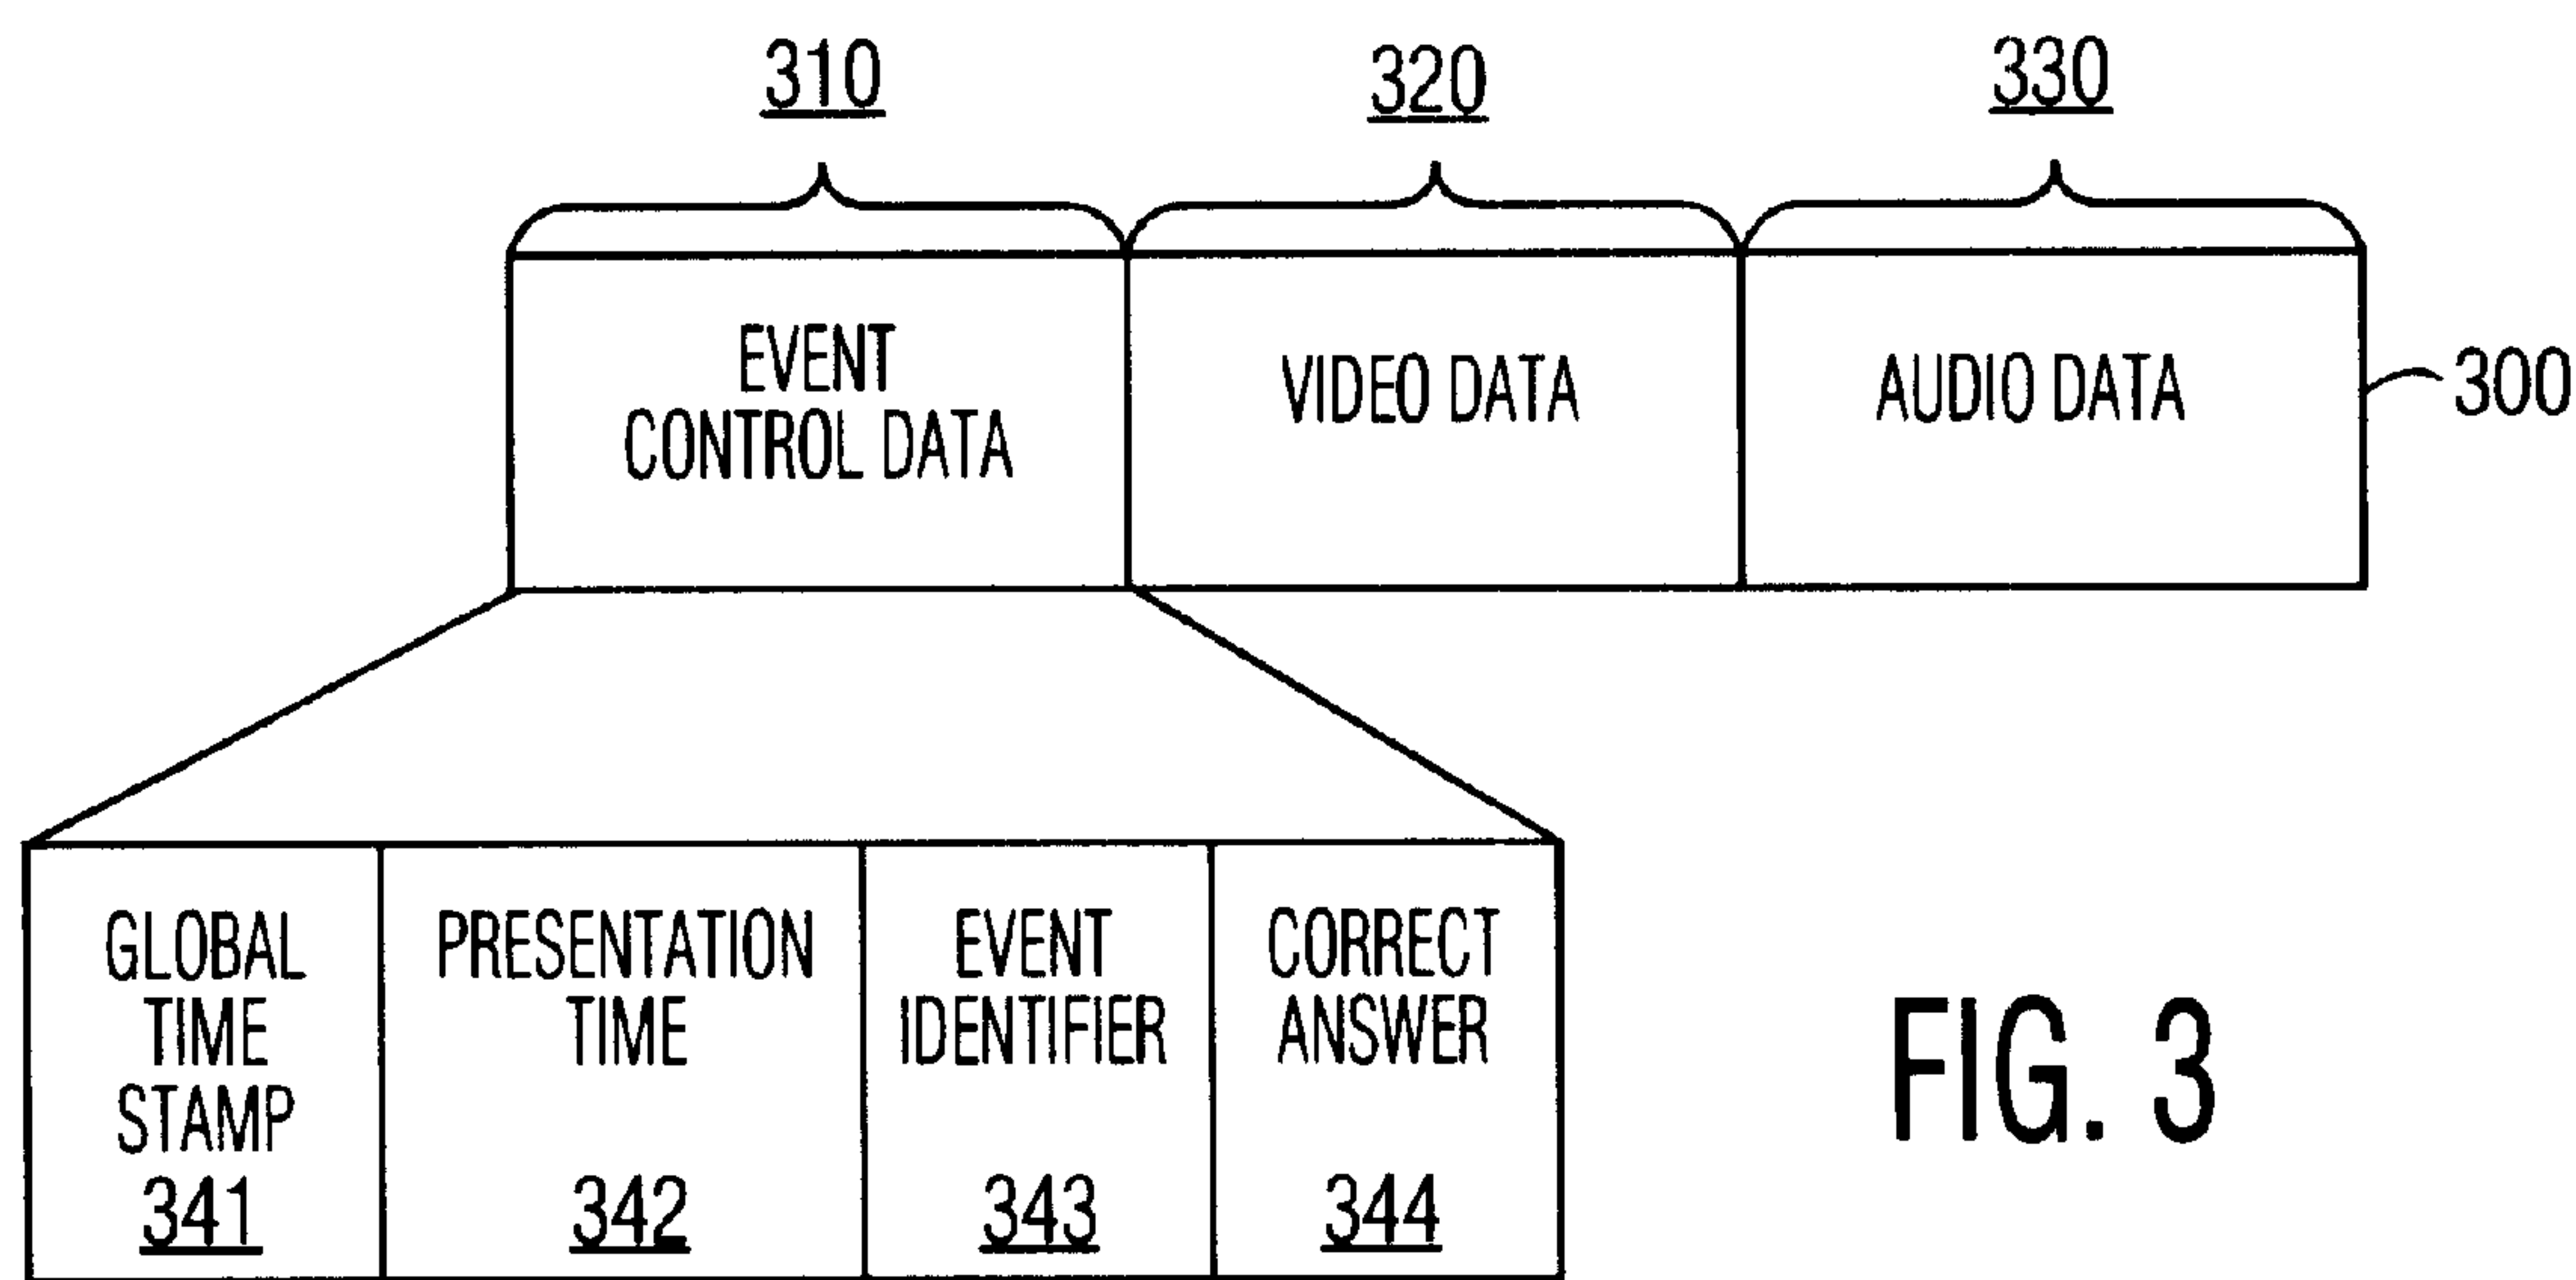 310
320
330
EVENT
CONTROL DATA
VIDEO DATA
AUDIO DATA
300
GLOBAL
TIME
STAMP
341
PRESENTATION
TIME
342
EVENT
IDENTIFIER
343
CORRECT
ANSWER
344
FIG. 3